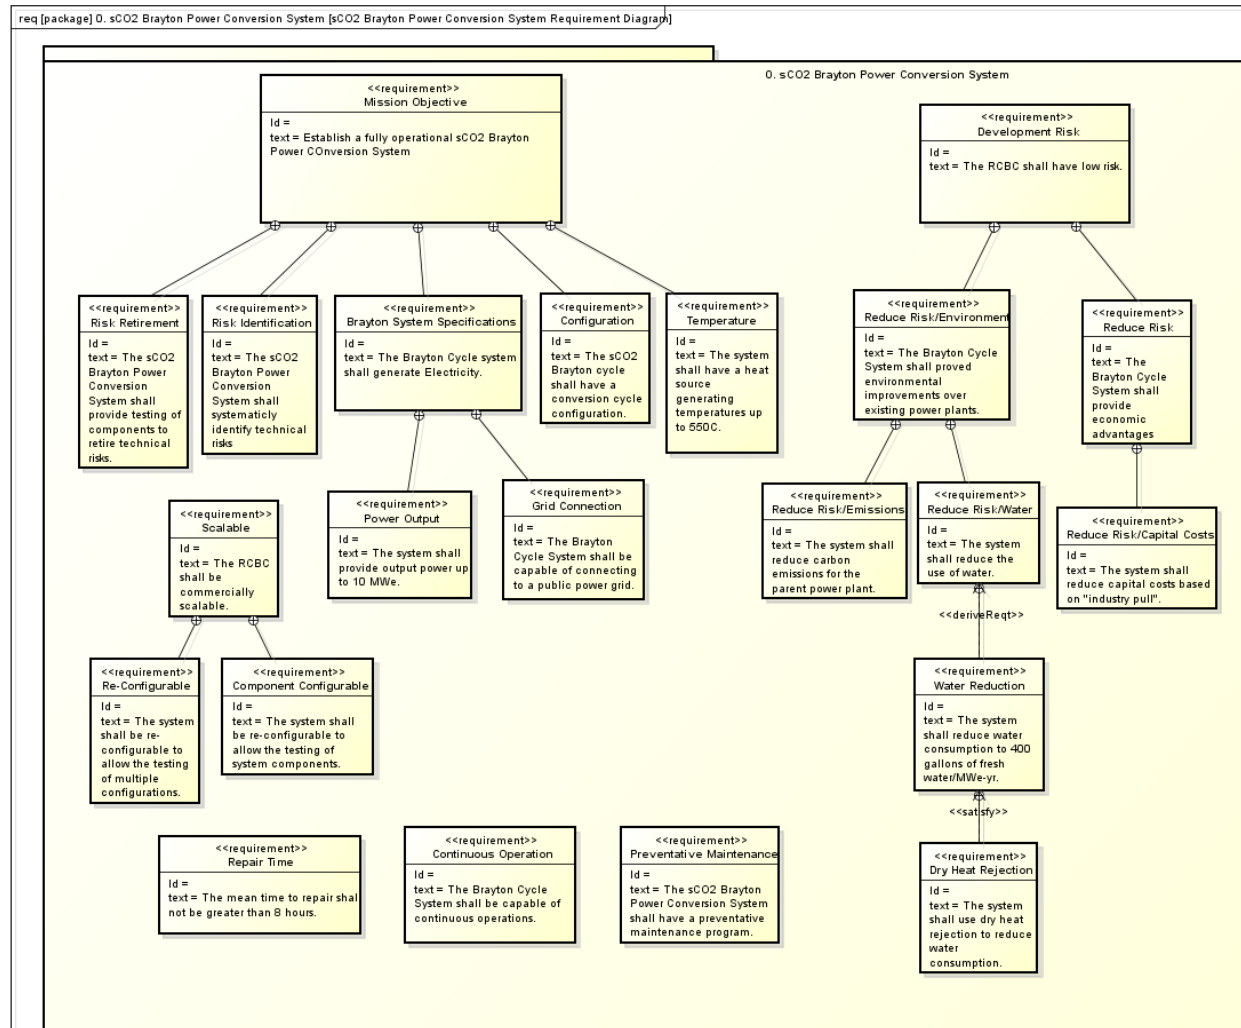 req [package] 0. sCO2 Brayton Power Conversion System [sCO2 Brayton Power Conversion System Requirement Diagram]
0. sCO2 Brayton Power Conversion System
<<requirement>>
Mission Objective
Id =
text = Establish a fully operational sCO2 Brayton
Power COnversion System
<<requirement>>
Development Risk
Id =
text = The RCBC shall have low risk.
<<requirement>>
Risk Retirement
Id =
text = The sCO2
Brayton Power
Conversion
System shall
provide testing of
components to
retire technical
risks.
<<requirement>>
Risk Identification
Id =
text = The sCO2
Brayton Power
Conversion
System shall
systematicly
identify technical
risks
<<requirement>>
Brayton System Specifications
Id =
text = The Brayton Cycle system
shall generate Electricity.
<<requirement>>
Configuration
Id =
text = The sCO2
Brayton cycle
shall have a
conversion cycle
configuration.
<<requirement>>
Temperature
Id =
text = The system
shall have a heat
source
generating
temperatures up
to 550C.
<<requirement>>
Reduce Risk/Environment
Id =
text = The Brayton Cycle
System shall proved
environmental
improvements over
existing power plants.
<<requirement>>
Reduce Risk
Id =
text = The
Brayton Cycle
System shall
provide
economic
advantages
<<requirement>>
Scalable
Id =
text = The RCBC
shall be
commercially
scalable.
<<requirement>>
Power Output
Id =
text = The system shall
provide output power up
to 10 MWe.
<<requirement>>
Grid Connection
Id =
text = The Brayton
Cycle System shall be
capable of connecting
to a public power grid.
<<requirement>>
Reduce Risk/Emissions
Id =
text = The system shall
reduce carbon
emissions for the
parent power plant.
<<requirement>>
Reduce Risk/Water
Id =
text = The system
shall reduce the
use of water.
<<requirement>>
Reduce Risk/Capital Costs
Id =
text = The system shall
reduce capital costs based
on "industry pull".
<<deriveReqt>>
<<requirement>>
Re-Configurable
Id =
text = The system
shall be re-
configurable to
allow the testing
of multiple
configurations.
<<requirement>>
Component Configurable
Id =
text = The system shall
be re-configurable to
allow the testing of
system components.
<<requirement>>
Water Reduction
Id =
text = The system
shall reduce water
consumption to 400
gallons of fresh
water/MWe-yr.
<<satisfy>>
<<requirement>>
Repair Time
Id =
text = The mean time to repair shal
not be greater than 8 hours.
<<requirement>>
Continuous Operation
Id =
text = The Brayton Cycle
System shall be capable of
continuous operations.
<<requirement>>
Preventative Maintenance
Id =
text = The sCO2 Brayton
Power Conversion System
shall have a preventative
maintenance program.
<<requirement>>
Dry Heat Rejection
Id =
text = The system
shall use dry heat
rejection to reduce
water
consumption.